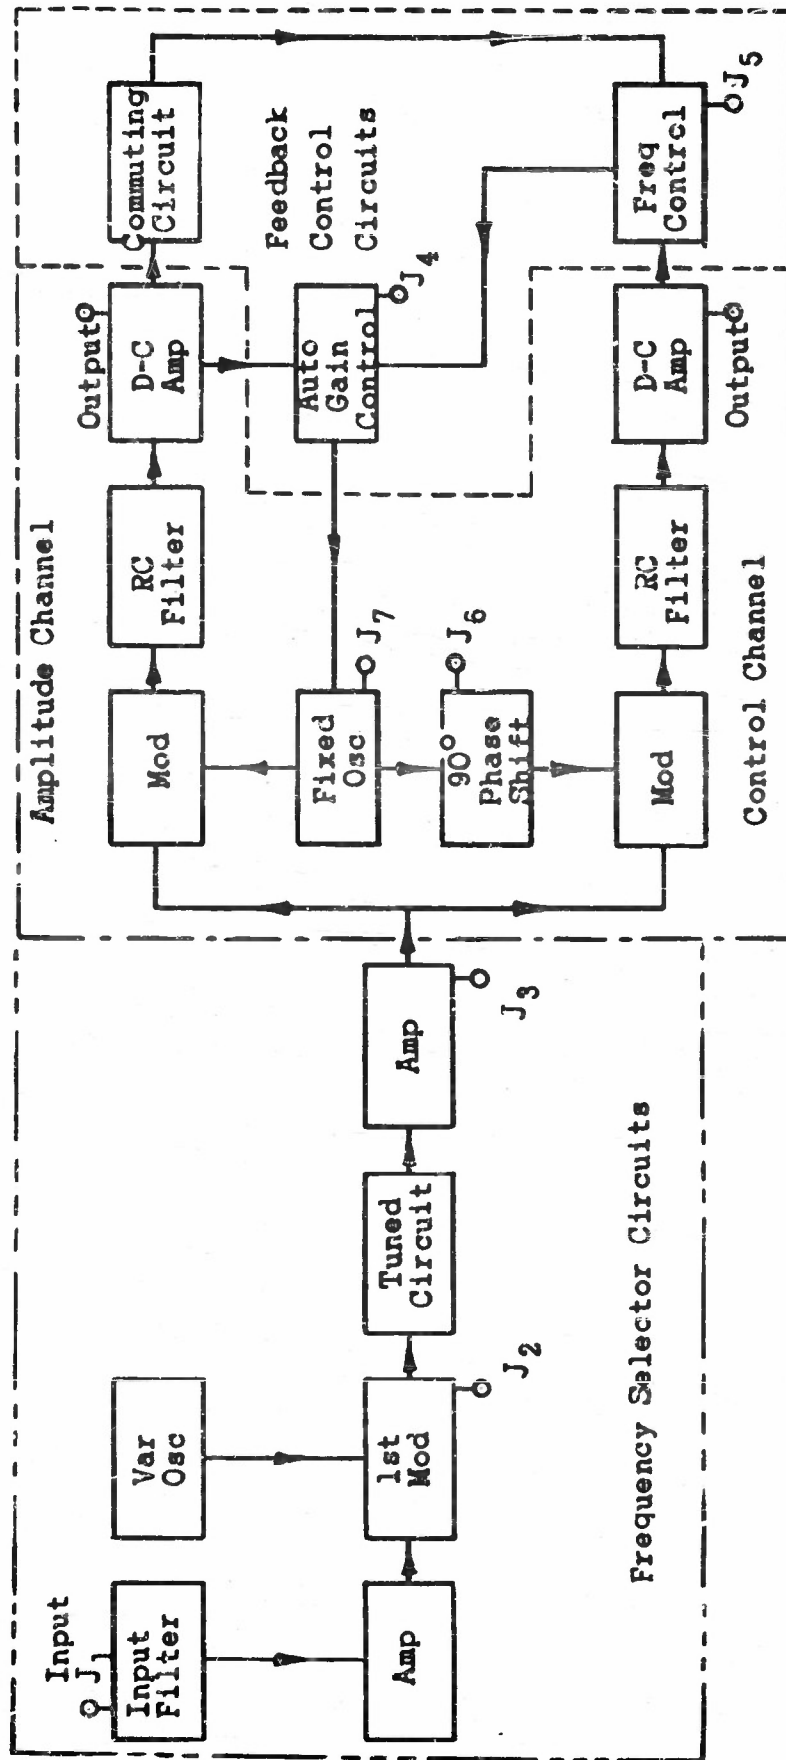 Input
J1
Input
Filter
Amp
Var
Osc
1st
Mod
J2
Tuned
Circuit
Amp
J3
Frequency Selector Circuits
Amplitude Channel
Mod
RC
Filter
Output
D-C
Amp
Commuting
Circuit
Feedback
Control
Circuits
Auto
Gain
Control
J4
Fixed
Osc
J7
90°
Phase
Shift
J6
Mod
RC
Filter
D-C
Amp
Output
Freq
Control
J5
Control Channel